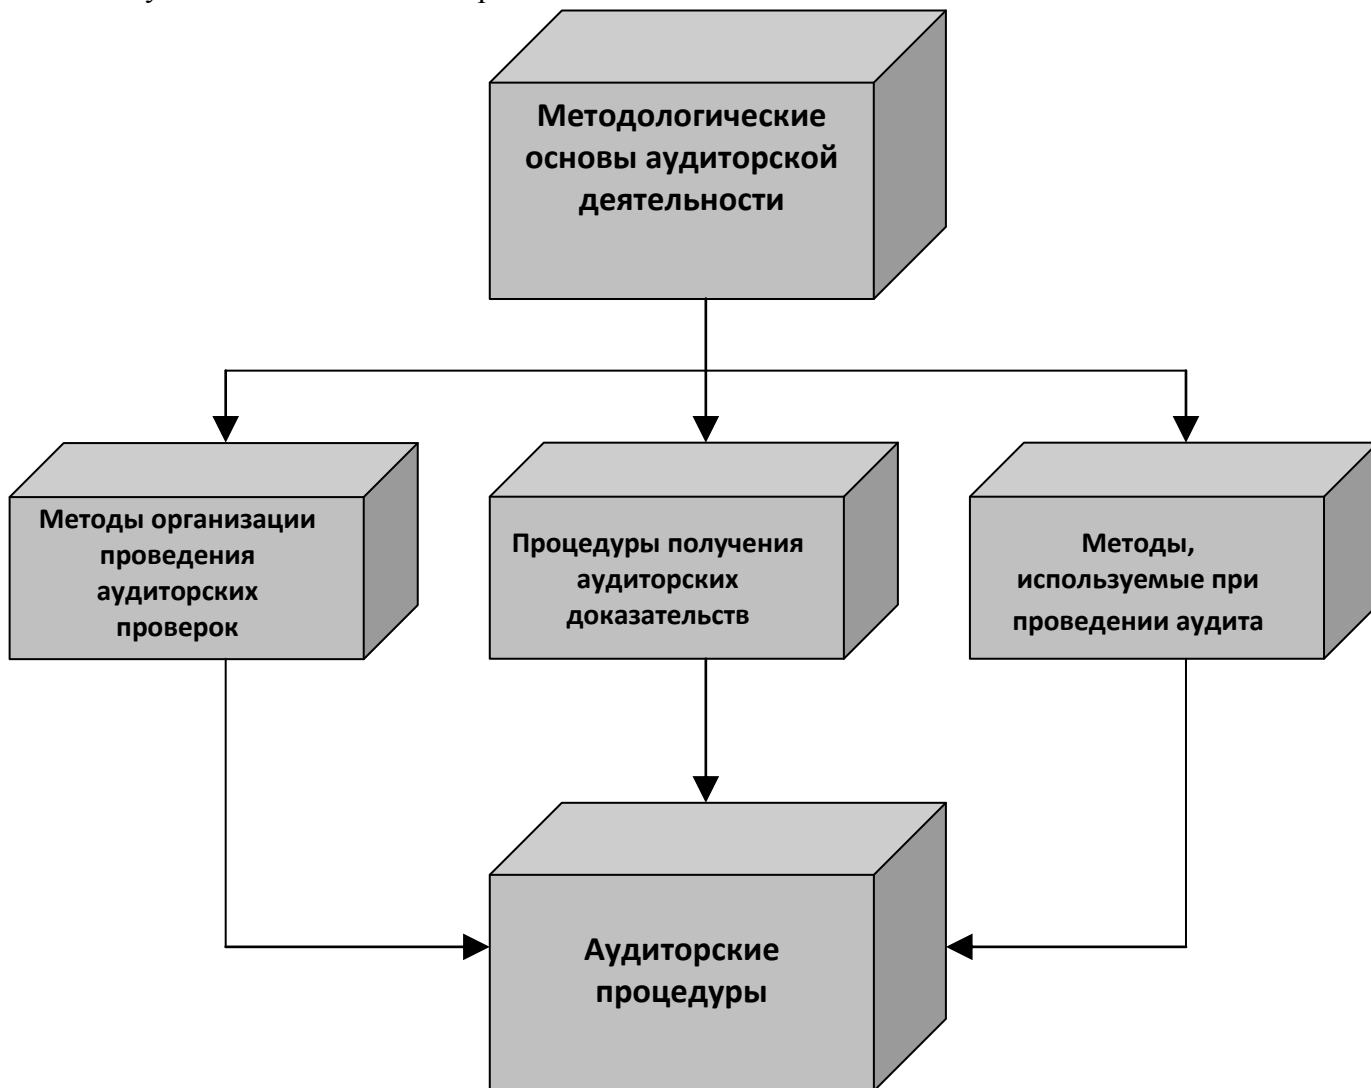 Методологические
основы аудиторской
деятельности
Методы организации
проведения
аудиторских
проверок
Процедуры получения
аудиторских
доказательств
Методы,
используемые при
проведении аудита
Аудиторские
процедуры